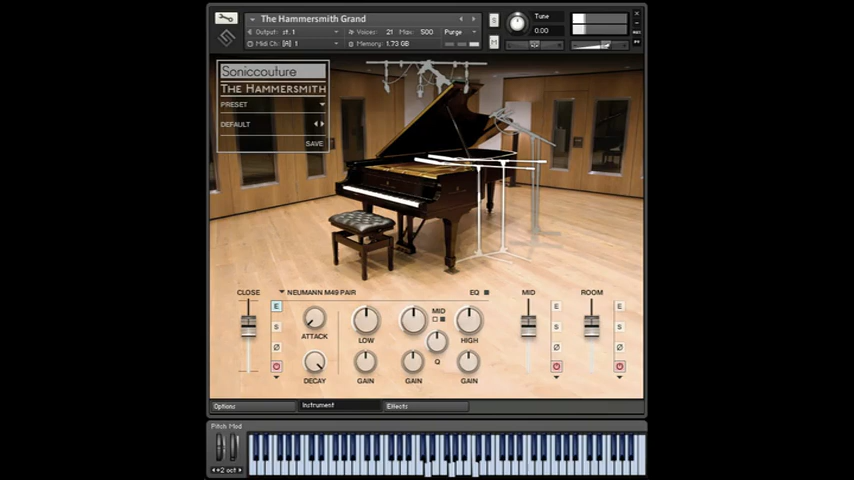 The Hammersmith Grand
Output: st. 1
Voices: 21 Max: 500
Purge
Midi Ch: [A] 1
Memory: 1.73 GB
S
M
Tune
0.00
Soniccouture
THE HAMMERSMITH
PRESET
DEFAULT
SAVE
CLOSE
NEUMANN M49 PAIR
EQ
MID
ROOM
E
S
Ø
ATTACK
DECAY
LOW
MID
HIGH
Q
GAIN
GAIN
GAIN
E
S
Ø
E
S
Ø
Options
Instrument
Effects
Pitch Mod
+2 oct